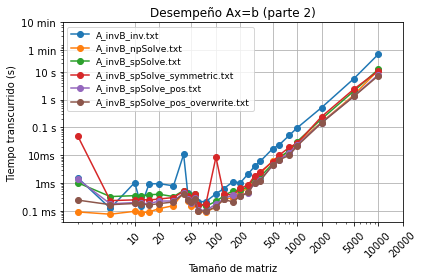 Desempeño Ax=b (parte 2)
10 min
1 min
10 s
1 s
0.1 s
10ms
1ms
0.1 ms
Tiempo transcurrido (s)
A_invB_inv.txt
A_invB_npSolve.txt
A_invB_spSolve.txt
A_invB_spSolve_symmetric.txt
A_invB_spSolve_pos.txt
A_invB_spSolve_pos_overwrite.txt
10
20
50
100
200
500
1000
2000
5000
10000
20000
Tamaño de matriz